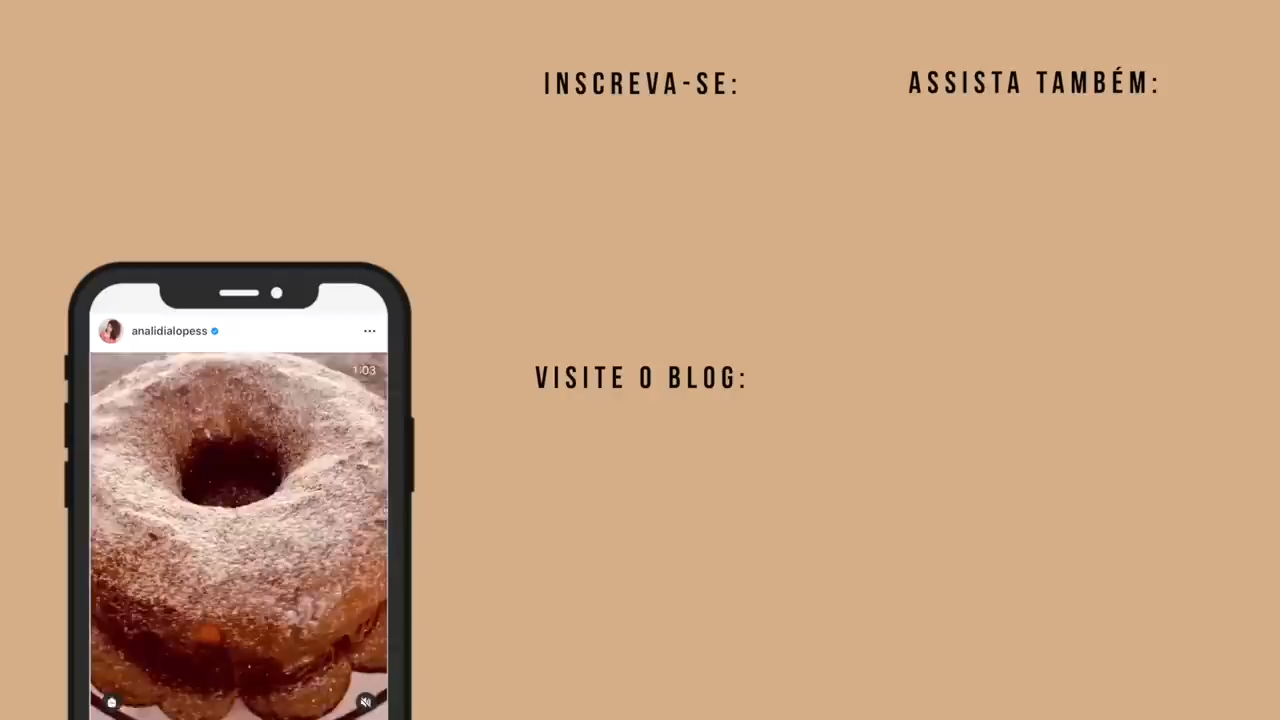 INSCREVA-SE:
ASSISTA TAMBÉM:
analidialopess
1:03
VISITE O BLOG: